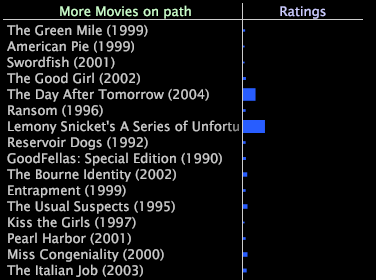 More Movies on path Ratings
The Green Mile (1999)
American Pie (1999)
Swordfish (2001)
The Good Girl (2002)
The Day After Tomorrow (2004)
Ransom (1996)
Lemony Snicket's A Series of Unfortu
Reservoir Dogs (1992)
GoodFellas: Special Edition (1990)
The Bourne Identity (2002)
Entrapment (1999)
The Usual Suspects (1995)
Kiss the Girls (1997)
Pearl Harbor (2001)
Miss Congeniality (2000)
The Italian Job (2003)